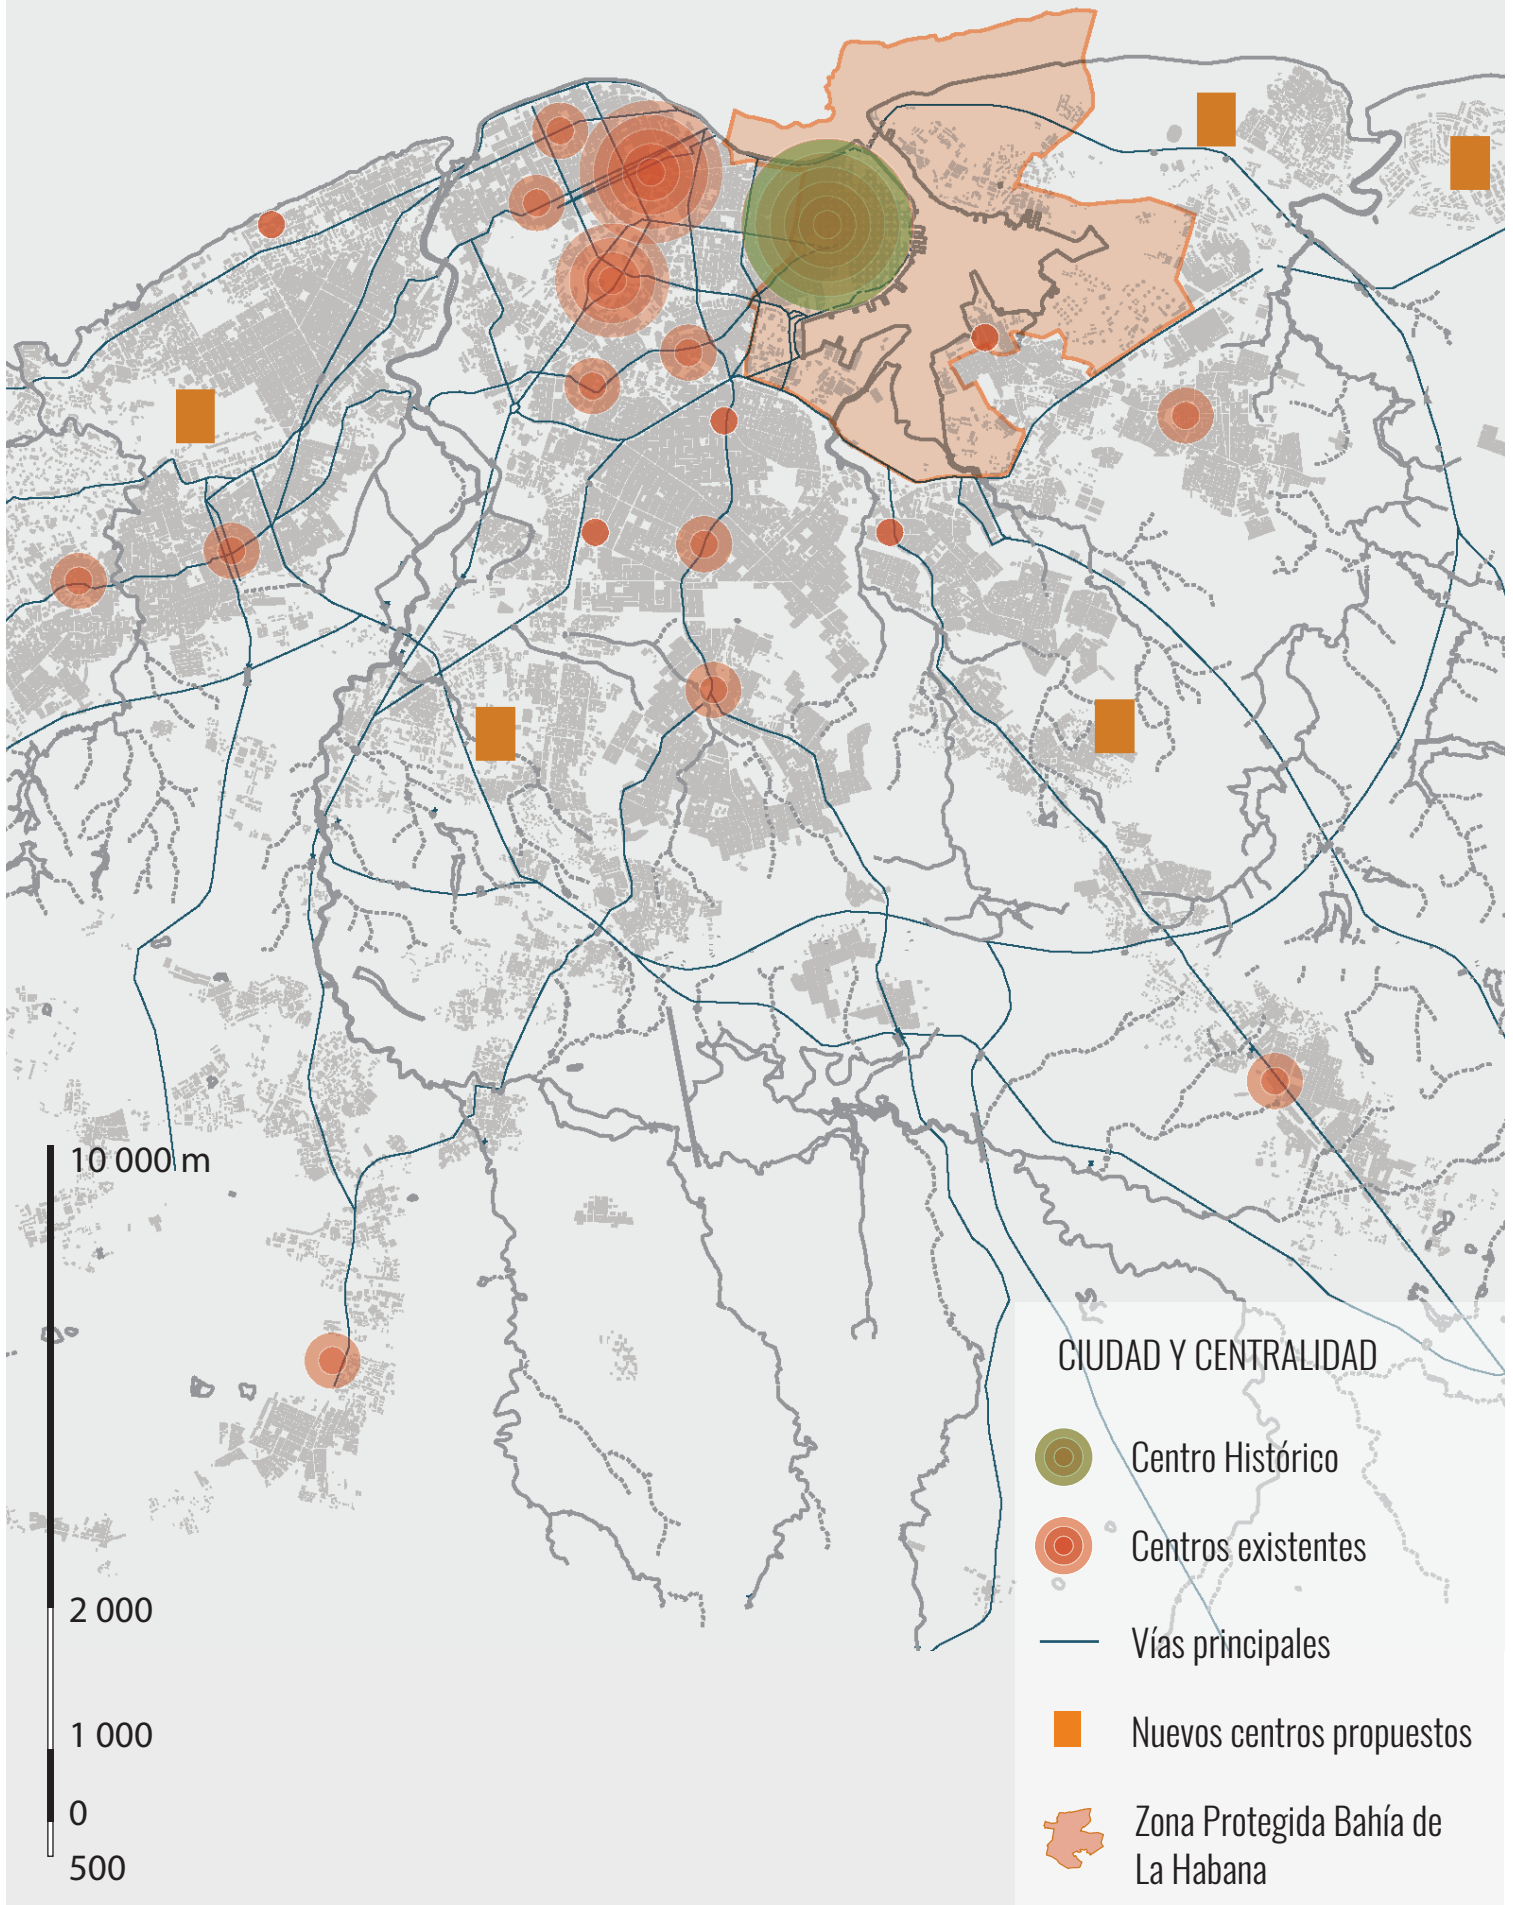 10 000 m
2 000
1 000
0
500
CIUDAD Y CENTRALIDAD
Centro Histórico
Centros existentes
Vías principales
Nuevos centros propuestos
Zona Protegida Bahía de
La Habana